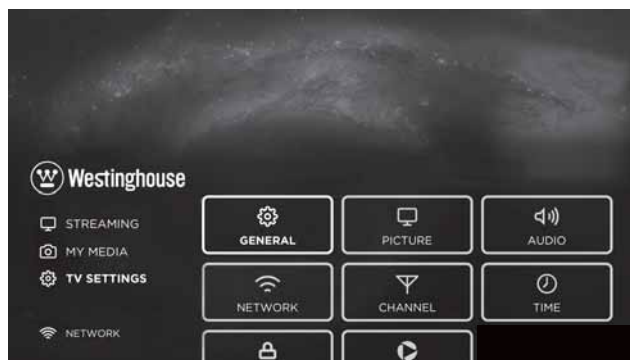 Westinghouse
STREAMING
MY MEDIA
TV SETTINGS
NETWORK
GENERAL
PICTURE
AUDIO
NETWORK
CHANNEL
TIME